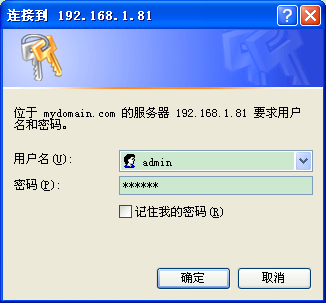 连接到 192.168.1.81
位于 mydomain.com 的服务器 192.168.1.81 要求用户
名和密码。
用户名(U):
admin
密码(P):
******
记住我的密码(R)
确定
取消